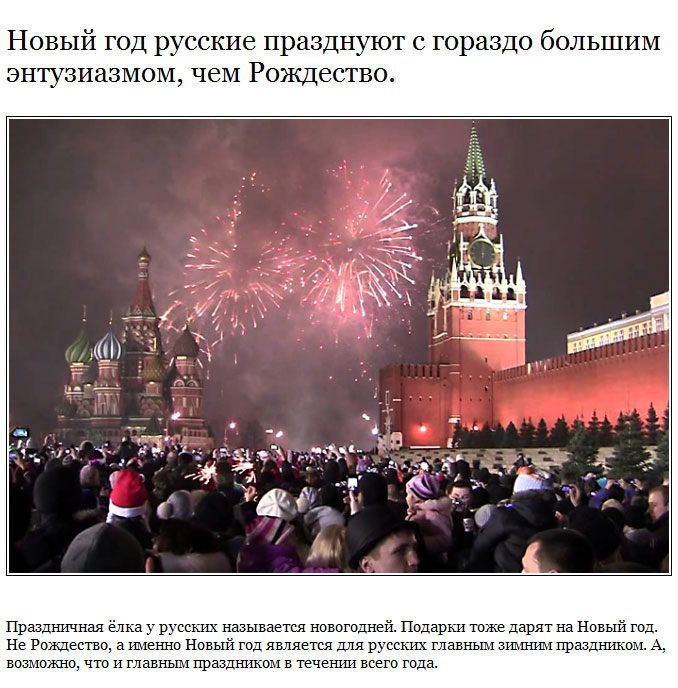 Новый год русские празднуют с гораздо большим
энтузиазмом, чем Рождество.
Праздничная ёлка у русских называется новогодней. Подарки тоже дарят на Новый год.
Не Рождество, а именно Новый год является для русских главным зимним праздником. А,
возможно, что и главным праздником в течении всего года.